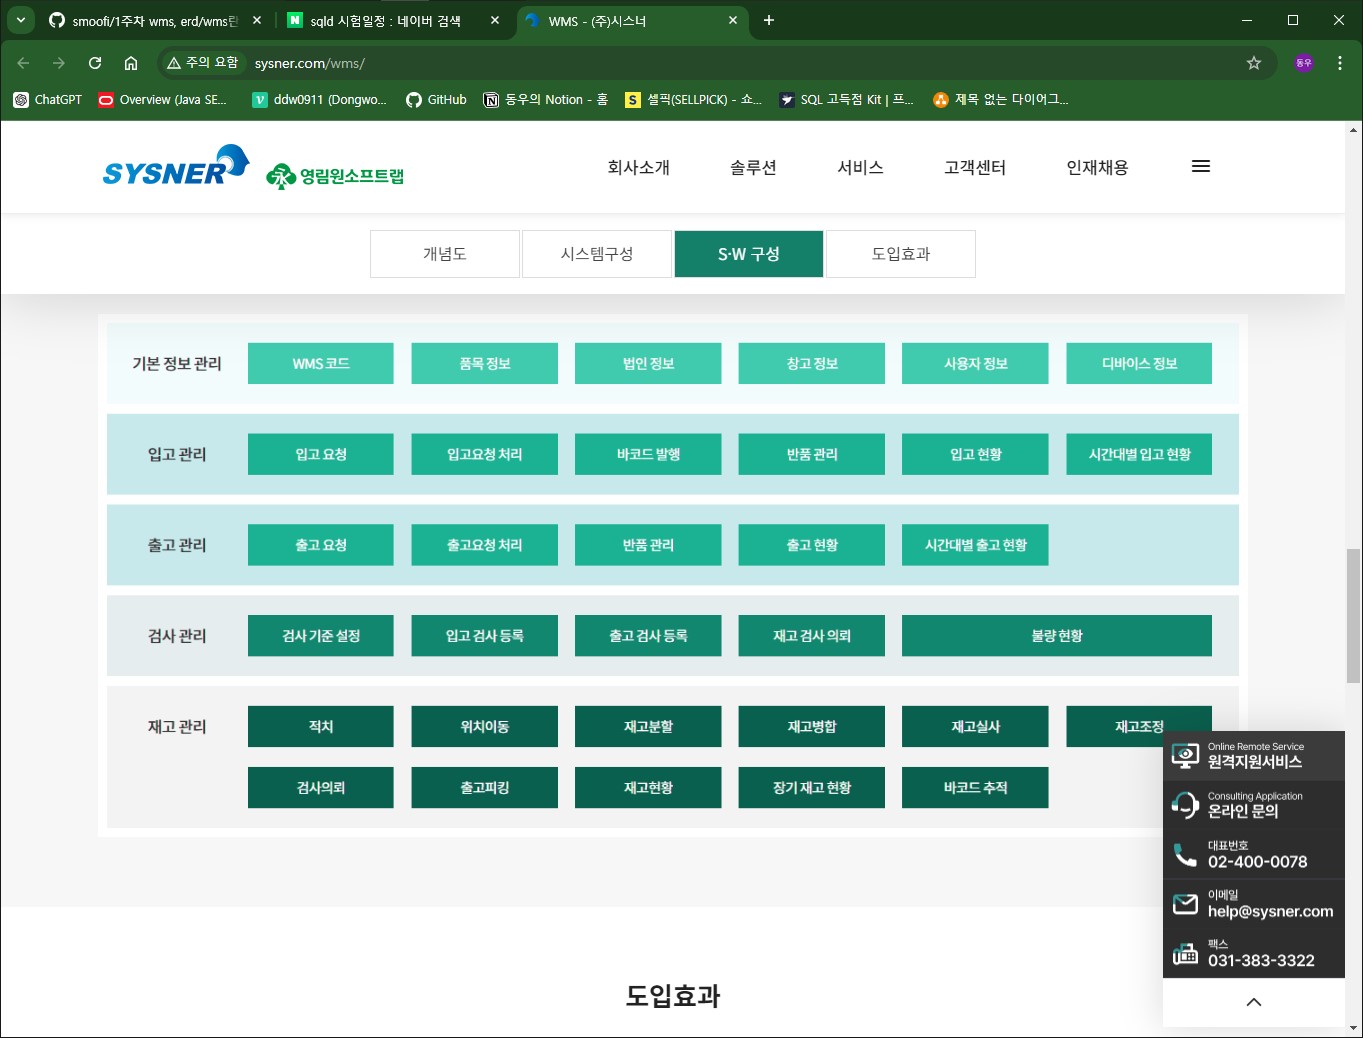 smoofi/1주차 wms, erd/wms란
sqld 시험일정 : 네이버 검색
WMS - (주)시스너
주의 요함
sysner.com/wms/
동우
ChatGPT
Overview (Java SE...
ddw0911 (Dongwo...
GitHub
동우의 Notion - 홈
셀픽(SELLPICK) - 쇼...
SQL 고득점 Kit | 프...
제목 없는 다이어그...
SYSNER
영림원소프트랩
회사소개
솔루션
서비스
고객센터
인재채용
개념도
시스템구성
S·W 구성
도입효과
기본 정보 관리
WMS 코드
품목 정보
법인 정보
창고 정보
사용자 정보
디바이스 정보
입고 관리
입고 요청
입고요청 처리
바코드 발행
반품 관리
입고 현황
시간대별 입고 현황
출고 관리
출고 요청
출고요청 처리
반품 관리
출고 현황
시간대별 출고 현황
검사 관리
검사 기준 설정
입고 검사 등록
출고 검사 등록
재고 검사 의뢰
불량 현황
재고 관리
적치
위치이동
재고분할
재고병합
재고실사
재고조정
검사의뢰
출고피킹
재고현황
장기 재고 현황
바코드 추적
Online Remote Service
원격지원서비스
Consulting Application
온라인 문의
대표번호
02-400-0078
이메일
help@sysner.com
팩스
031-383-3322
도입효과